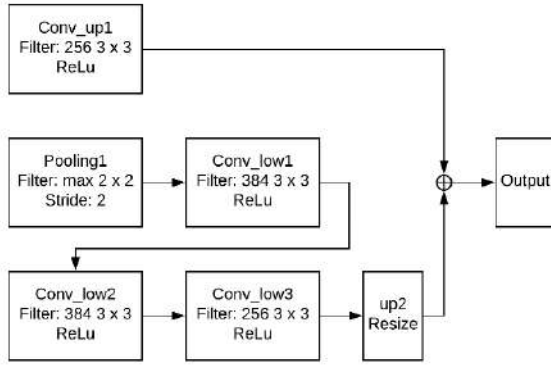 Conv_up1
Filter: 256 3 x 3
ReLu
Pooling1
Filter: max 2 x 2
Stride: 2
Conv_low1
Filter: 384 3 x 3
ReLu
Output
Conv_low2
Filter: 384 3 x 3
ReLu
Conv_low3
Filter: 256 3 x 3
ReLu
up2
Resize